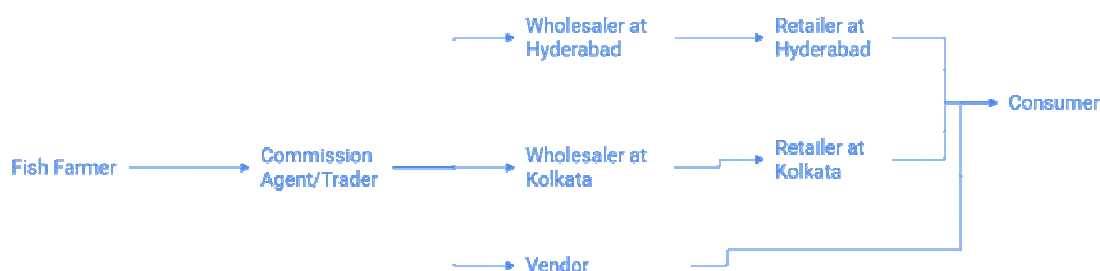 Wholesaler at
Hyderabad
Retailer at
Hyderabad
Consumer
Fish Farmer
Commission
Agent/Trader
Wholesaler at
Kolkata
Retailer at
Kolkata
Vendor